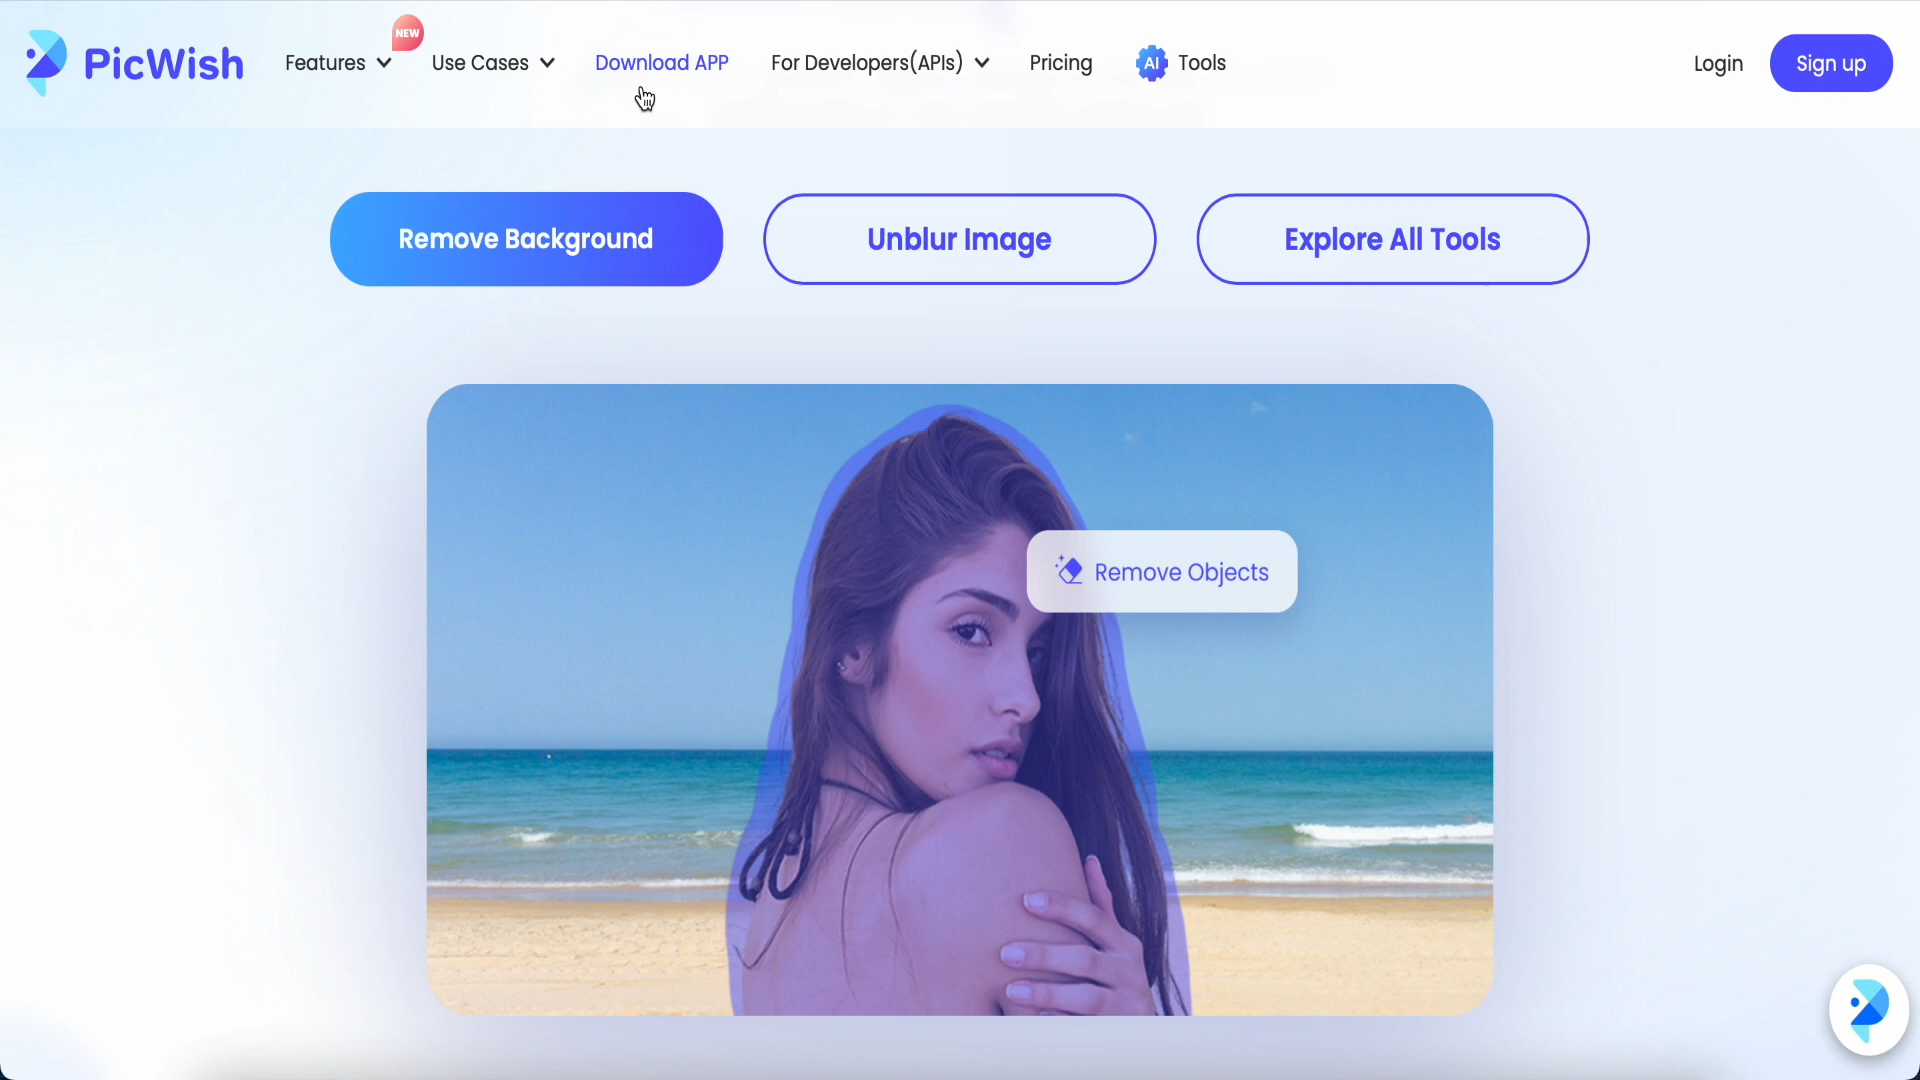 PicWish
Features
NEW
Use Cases
Download APP
For Developers(APIs)
Pricing
AI
Tools
Login
Sign up
Remove Background
Unblur Image
Explore All Tools
Remove Objects